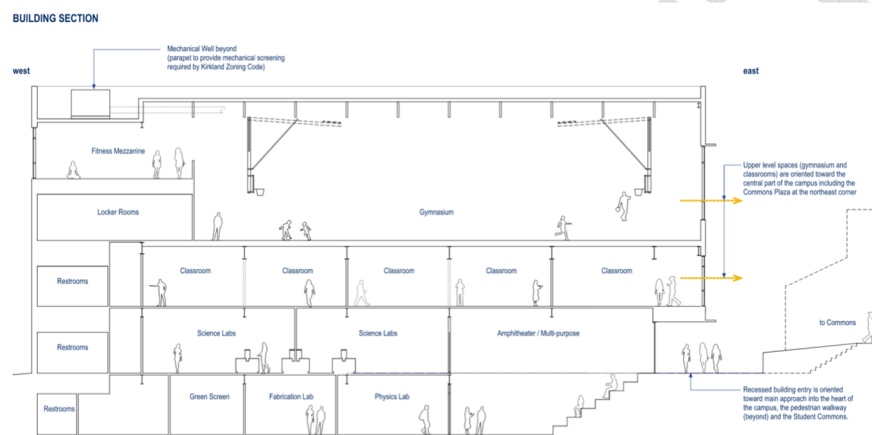 BUILDING SECTION
Mechanical Well beyond
(parapet to provide mechanical screening
required by Kirkland Zoning Code)
west
east
Fitness Mezzanine
Upper level spaces (gymnasium and
classrooms) are oriented toward the
central part of the campus including the
Commons Plaza at the northeast corner
Locker Rooms
Gymnasium
Classroom
Classroom
Classroom
Classroom
Classroom
Restrooms
to Commons
Science Labs
Science Labs
Amphitheater / Multi-purpose
Restrooms
Recessed building entry is oriented
toward main approach into the heart of
the campus, the pedestrian walkway
(beyond) and the Student Commons.
Green Screen
Fabrication Lab
Physics Lab
Restrooms